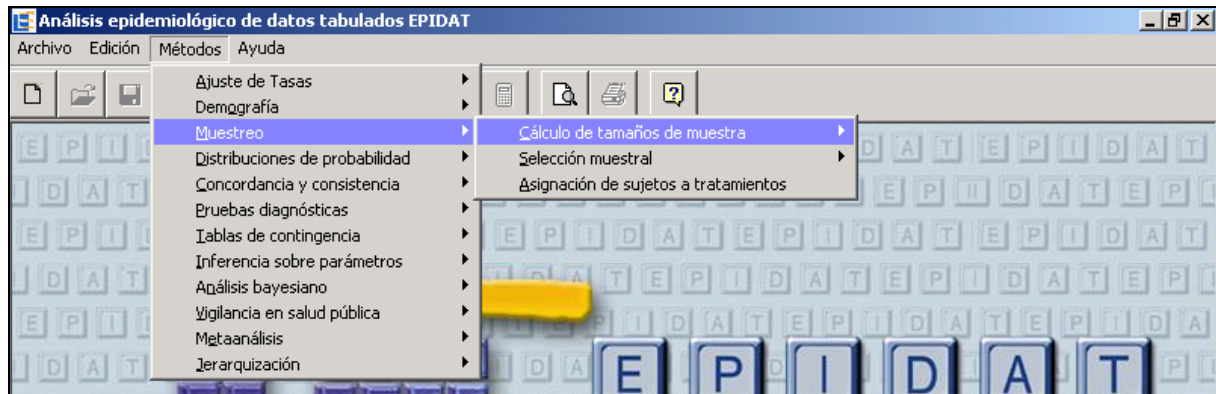 Análisis epidemiológico de datos tabulados EPIDAT
Archivo Edición Métodos Ayuda
Ajuste de Tasas
Demografía
Muestreo
Distribuciones de probabilidad
Concordancia y consistencia
Pruebas diagnósticas
Tablas de contingencia
Inferencia sobre parámetros
Análisis bayesiano
Vigilancia en salud pública
Metaanálisis
Jerarquización
Cálculo de tamaños de muestra
Selección muestral
Asignación de sujetos a tratamientos
E P I D A T